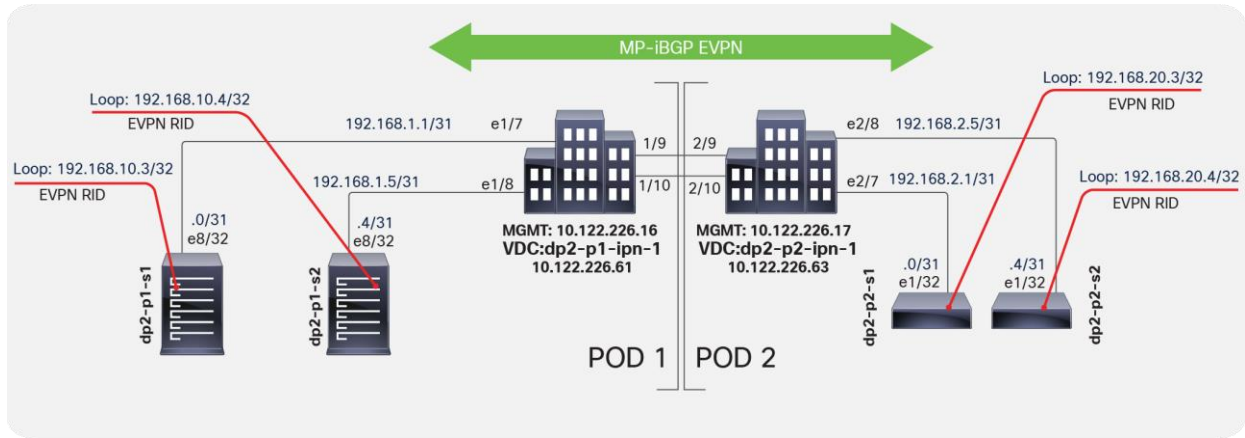 MP-iBGP EVPN
Loop: 192.168.10.4/32
EVPN RID
Loop: 192.168.10.3/32
EVPN RID
192.168.1.1/31
e1/7
192.168.1.5/31
e1/8
.0/31
e8/32
.4/31
e8/32
dp2-p1-s1
dp2-p1-s2
1/9
2/9
1/10
2/10
MGMT: 10.122.226.16
VDC:dp2-p1-ipn-1
10.122.226.61
MGMT: 10.122.226.17
VDC:dp2-p2-ipn-1
10.122.226.63
POD 1
POD 2
Loop: 192.168.20.3/32
EVPN RID
e2/8
192.168.2.5/31
e2/7
192.168.2.1/31
Loop: 192.168.20.4/32
EVPN RID
.0/31
e1/32
.4/31
e1/32
dp2-p2-s1
dp2-p2-s2